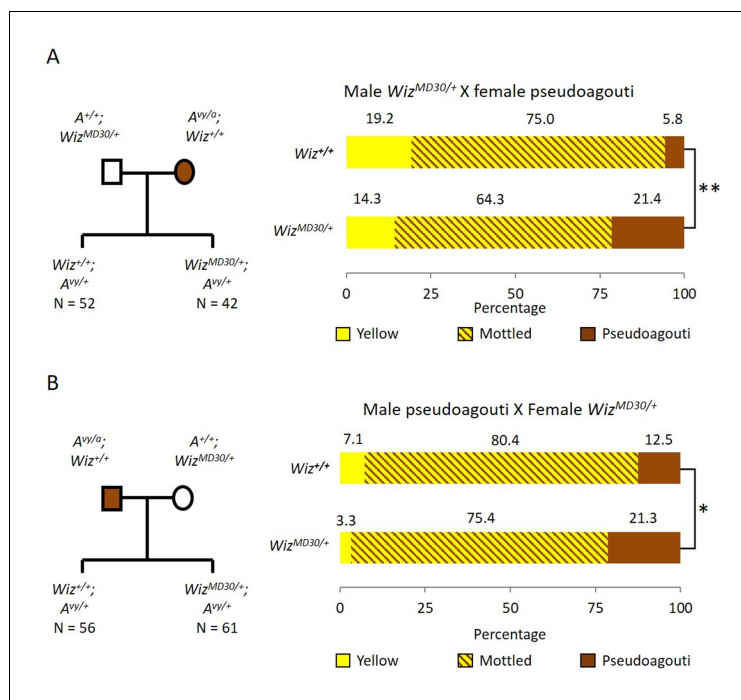 A
A+/+;
WizMD30/+
Avy/a;
Wiz+/+
Wiz+/+;
Avy/+
N = 52
WizMD30/+;
Avy/+
N = 42
Male WizMD30/+ X female pseudoagouti
19.2 75.0 5.8
Wiz+/+
14.3 64.3 21.4
WizMD30/+
**
0 25 50 75 100
Percentage
Yellow Mottled Pseudoagouti
B
Avy/a;
Wiz+/+
A+/+;
WizMD30/+
Wiz+/+;
Avy/+
N = 56
WizMD30/+;
Avy/+
N = 61
Male pseudoagouti X Female WizMD30/+
7.1 80.4 12.5
Wiz+/+
3.3 75.4 21.3
WizMD30/+
*
0 25 50 75 100
Percentage
Yellow Mottled Pseudoagouti